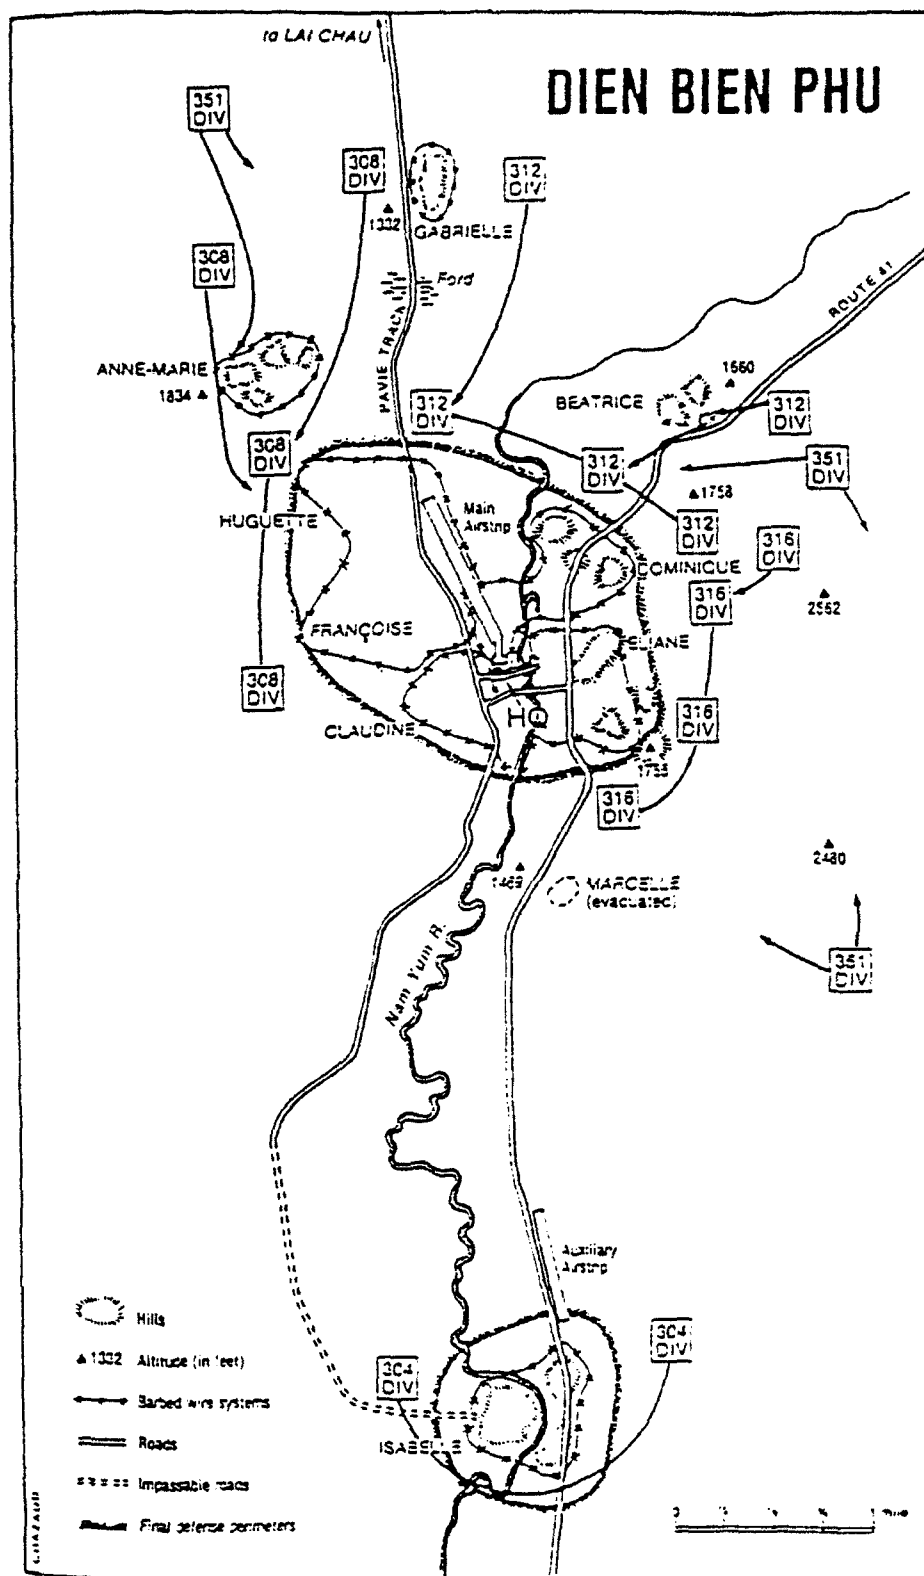 to LAI CHAU
DIEN BIEN PHU
351
DIV
308
DIV
312
DIV
1332
GABRIELLE
308
DIV
Ford
PAVIE TRACK
ROUTE 41
ANNE-MARIE
1834
1660
BEATRICE
312
DIV
312
DIV
308
DIV
312
DIV
351
DIV
1758
HUGUETTE
Main
Airstrip
312
DIV
316
DIV
DOMINIQUE
316
DIV
2552
FRANÇOISE
ELIANE
308
DIV
HQ
316
DIV
CLAUDINE
1755
316
DIV
1469
2480
MARCELLE
(evacuated)
Nam Yum R.
351
DIV
Auxiliary
Airstrip
Hills
304
DIV
1332 Altitude (in feet)
304
DIV
Barbed wire systems
Roads
ISABELLE
Impassable roads
Final defense perimeters
0
1 mile